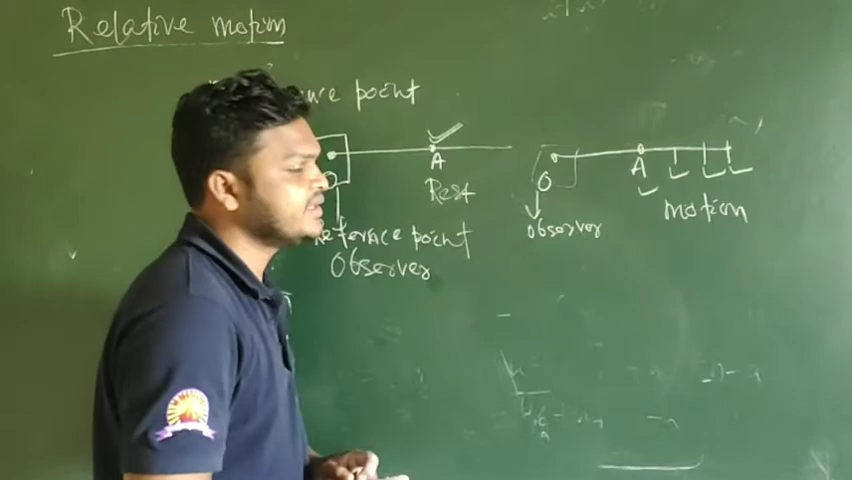 Relative motion
point
A
Rest
Reference point
Observer
O
A
Observer
motion